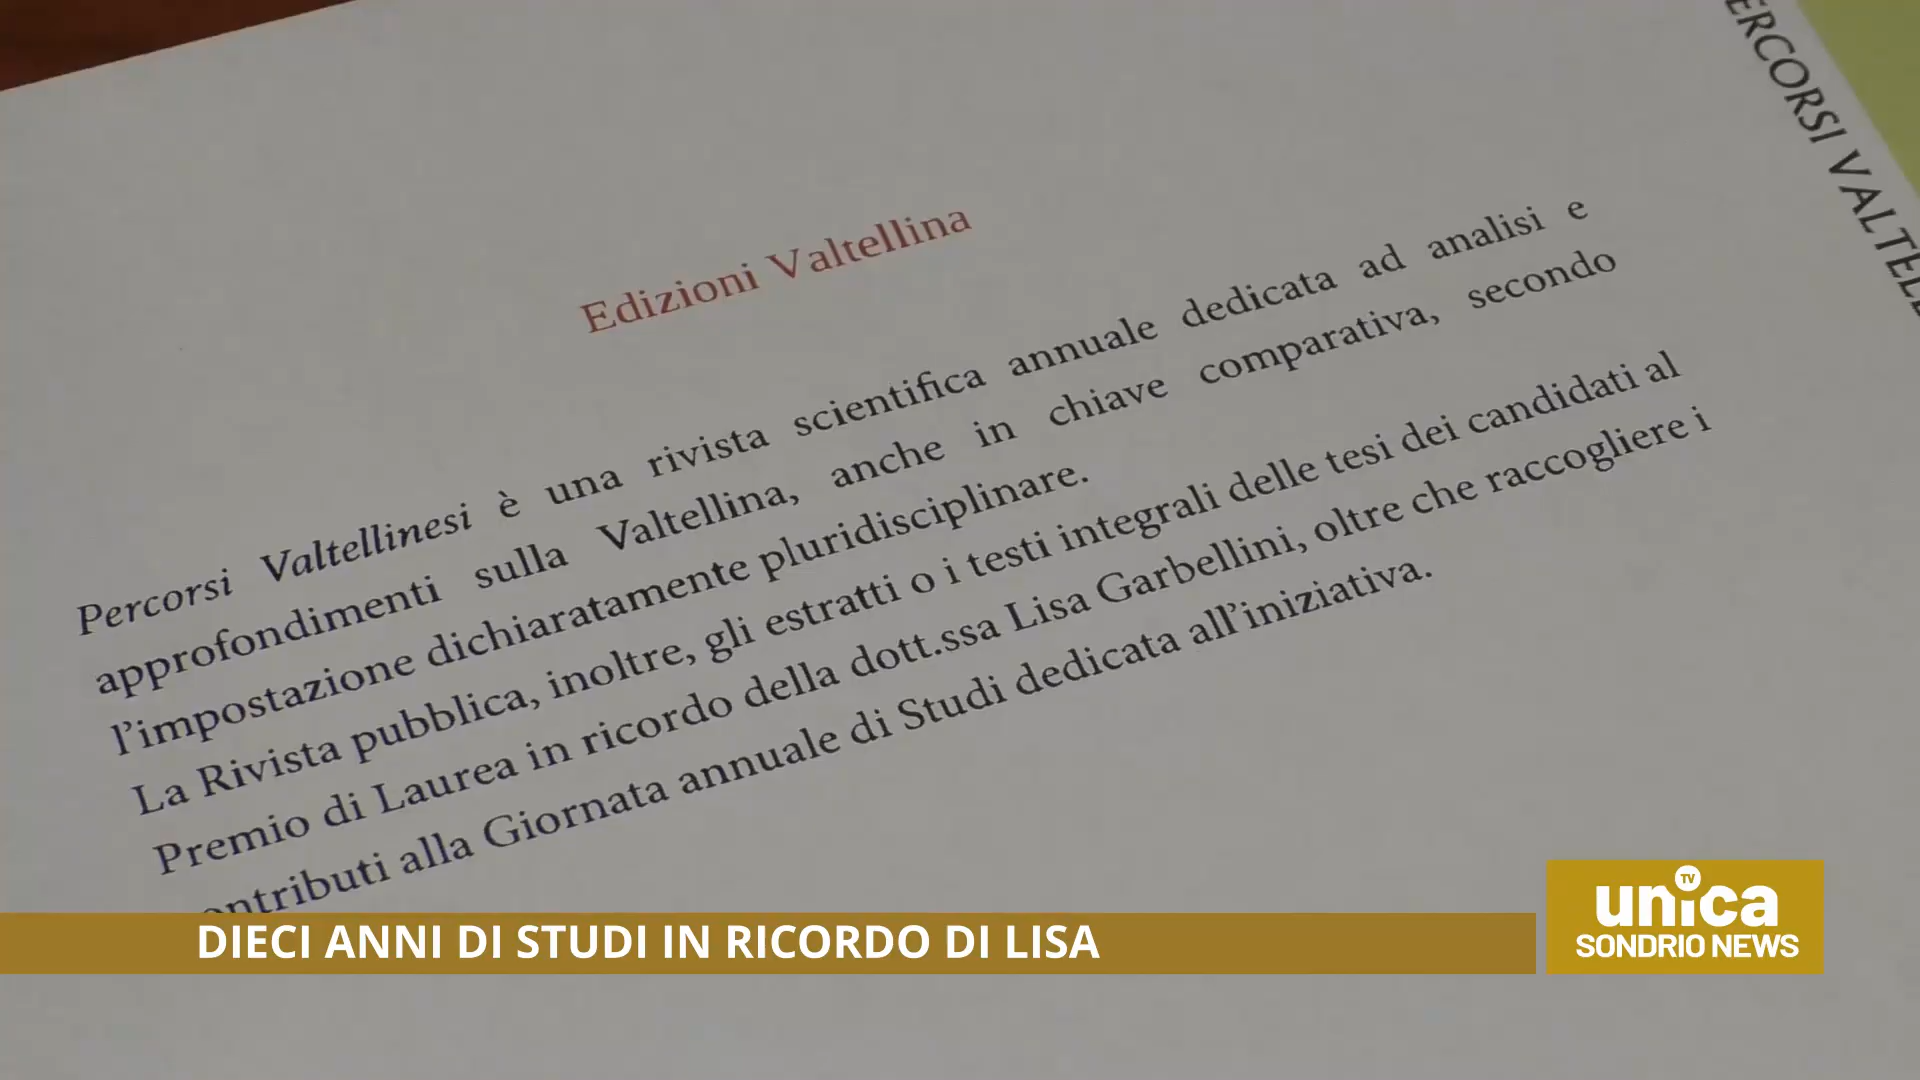 ERCORSI VALTELL
Edizioni Valtellina
Percorsi Valtellinesi è una rivista scientifica annuale dedicata ad analisi e
approfondimenti sulla Valtellina, anche in chiave comparativa, secondo
l’impostazione dichiaratamente pluridisciplinare.
La Rivista pubblica, inoltre, gli estratti o i testi integrali delle tesi dei candidati al
Premio di Laurea in ricordo della dott.ssa Lisa Garbellini, oltre che raccogliere i
ontributi alla Giornata annuale di Studi dedicata all’iniziativa.
DIECI ANNI DI STUDI IN RICORDO DI LISA
TV
unica
SONDRIO NEWS